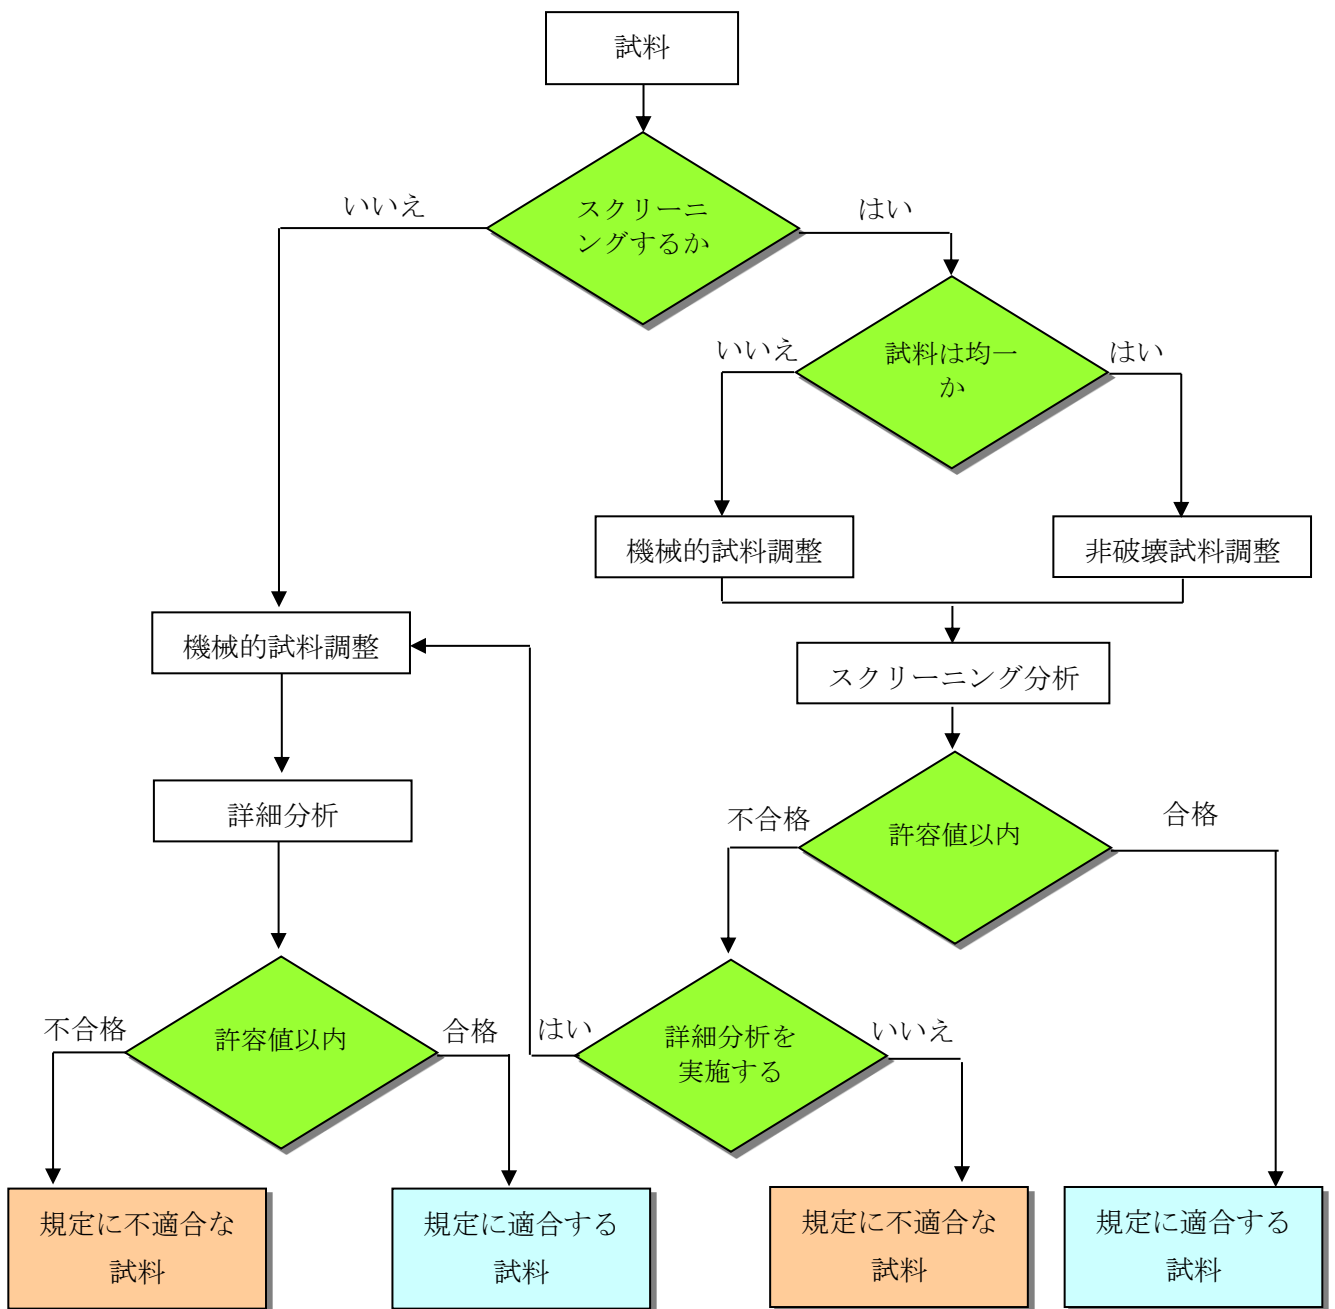 試料
いいえ
スクリーニ
ングするか
はい
いいえ
試料は均一
か
はい
機械的試料調整
非破壊試料調整
機械的試料調整
スクリーニング分析
詳細分析
不合格
許容値以内
合格
不合格
許容値以内
合格
はい
詳細分析を
実施する
いいえ
規定に不適合な
試料
規定に適合する
試料
規定に不適合な
試料
規定に適合する
試料